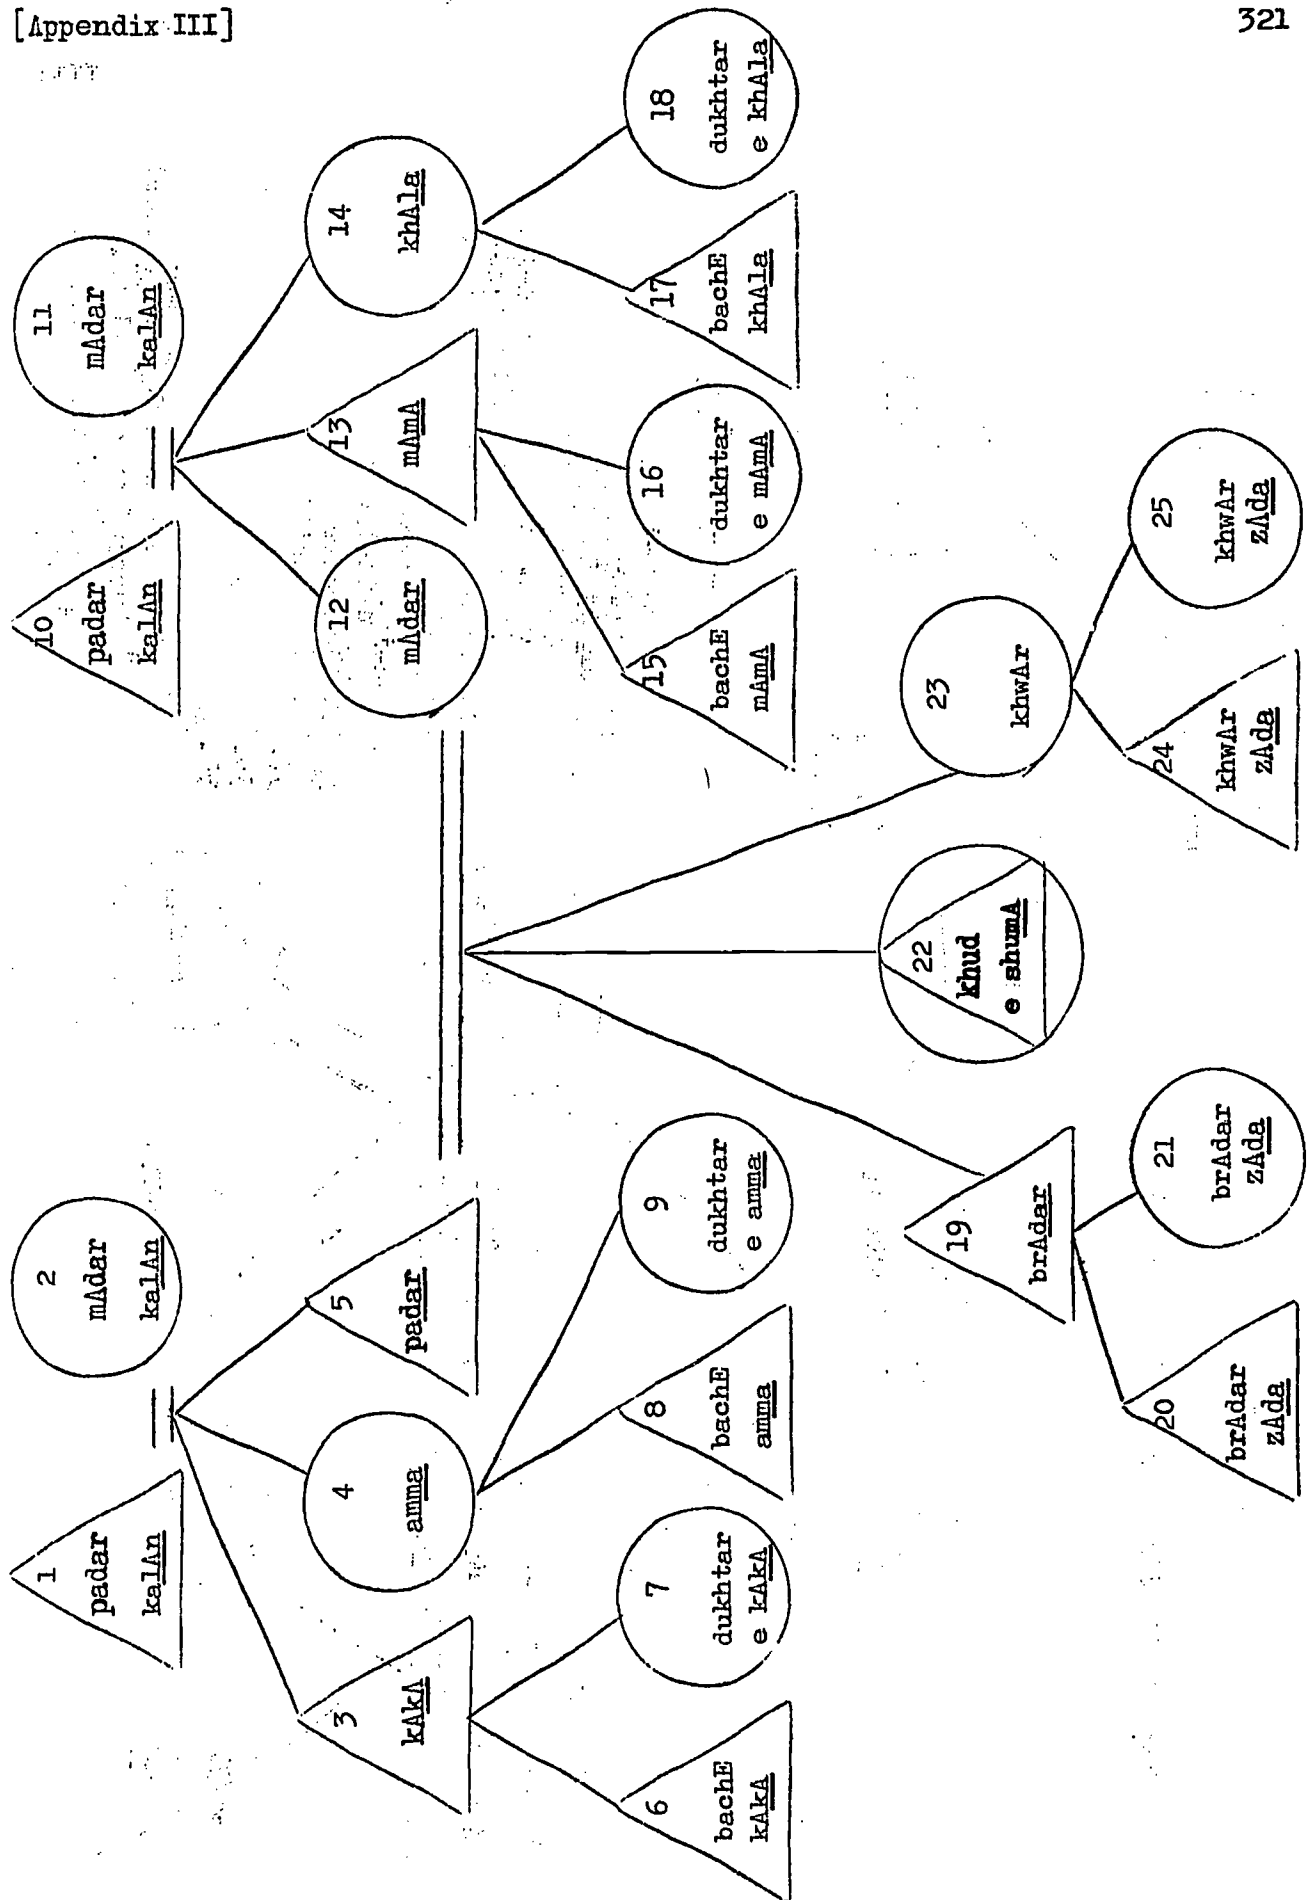 [Appendix III]
321
1
padar
kalAn
2
mAdar
kalAn
3
kAkA
4
amma
5
padar
6
bachE
kAkA
7
dukhtar
e kAkA
8
bachE
amma
9
dukhtar
e amma
10
padar
kalAn
11
mAdar
kalAn
12
mAdar
13
mAmA
14
khAla
15
bachE
mAmA
16
dukhtar
e mAmA
17
bachE
khAla
18
dukhtar
e khAla
19
brAdar
20
brAdar
zAda
21
brAdar
zAda
22
khud
e shumA
23
khwAr
24
khwAr
zAda
25
khwAr
zAda